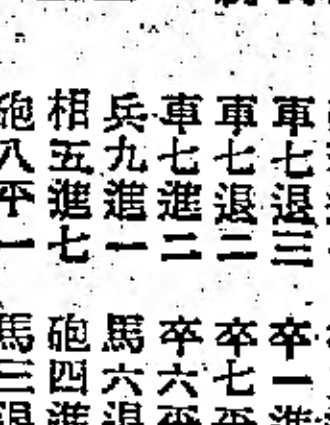 車七退三
卒一進
車七退二
卒七平
車七進二
卒六平
兵九進一
馬六退
相五進七
砲四進
砲八平一
馬三退